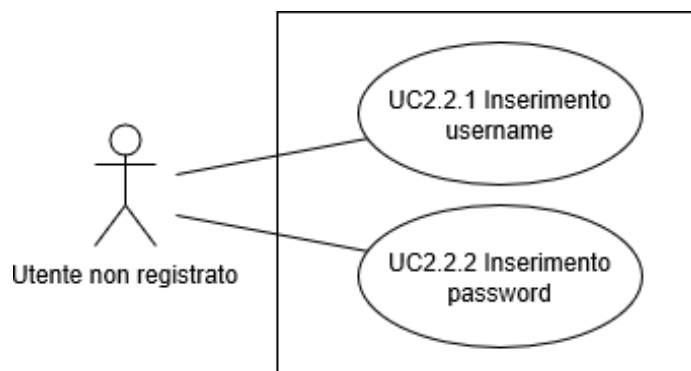 UC2.2.1 Inserimento
username
Utente non registrato
UC2.2.2 Inserimento
password